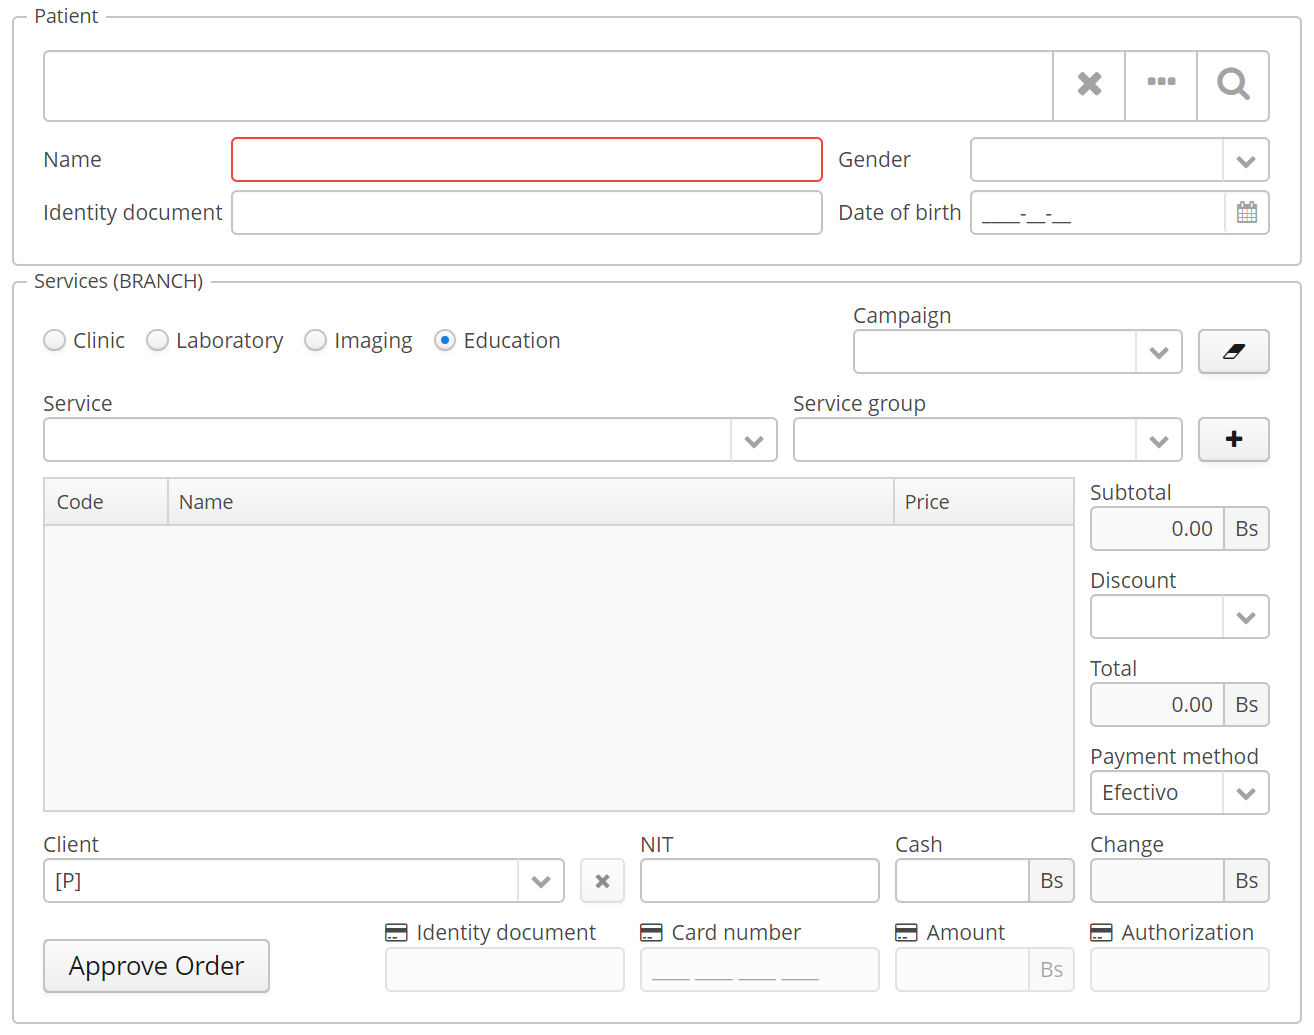 Patient
Name
Gender
Identity document
Date of birth
____-__-__
Services (BRANCH)
Clinic
Laboratory
Imaging
Education
Campaign
Service
Service group
Code
Name
Price
Subtotal
0.00 Bs
Discount
Total
0.00 Bs
Payment method
Efectivo
Client
NIT
Cash
Change
[P]
Bs
Bs
Identity document
Card number
Amount
Authorization
Approve Order
____ ____ ____ ____
Bs